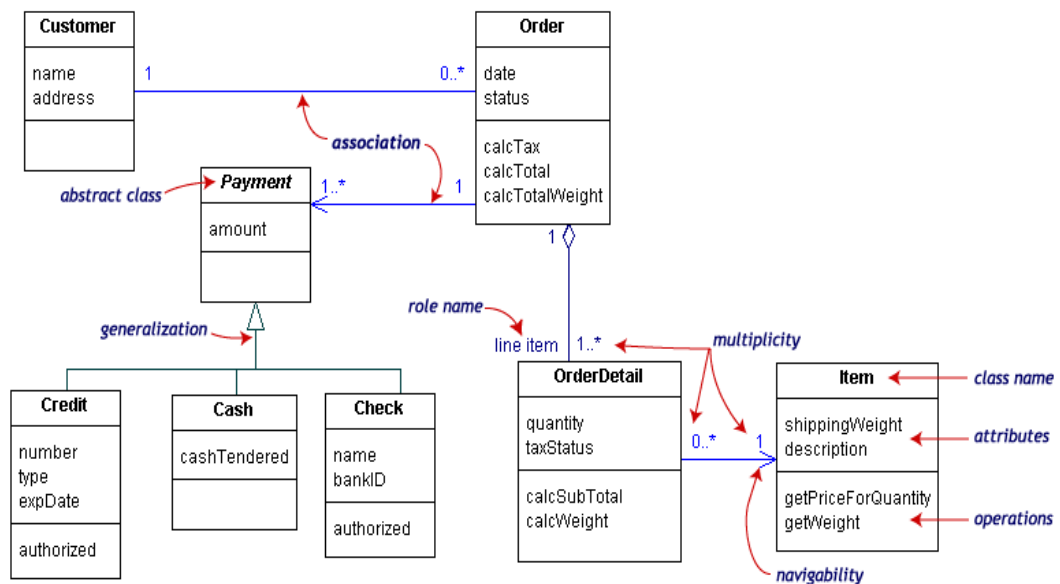 Customer
name
address
1
0..*
Order
date
status
calcTax
calcTotal
calcTotalWeight
association
abstract class
Payment
amount
1..*
1
1
generalization
role name
line item
1..*
multiplicity
Credit
number
type
expDate
authorized
Cash
cashTendered
Check
name
bankID
authorized
OrderDetail
quantity
taxStatus
calcSubTotal
calcWeight
0..*
1
Item
shippingWeight
description
getPriceForQuantity
getWeight
class name
attributes
operations
navigability